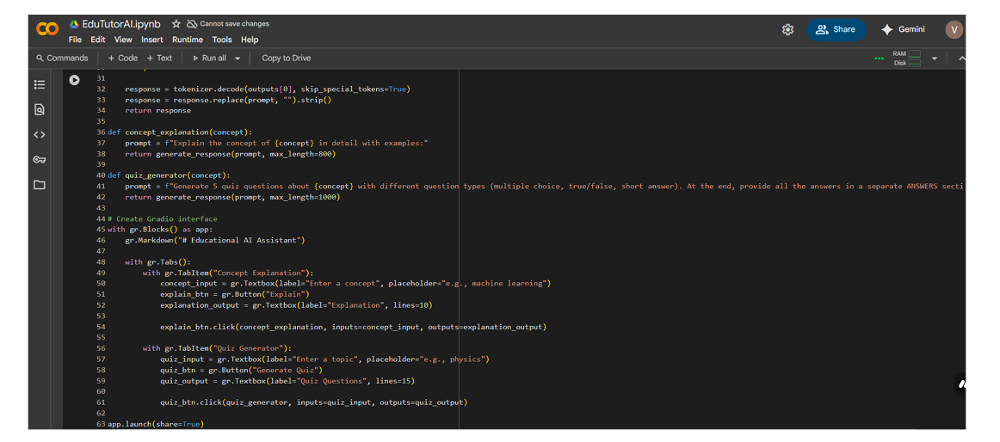 EduTutorAI.ipynb Cannot save changes
File Edit View Insert Runtime Tools Help
Share Gemini V
Commands + Code + Text Run all Copy to Drive
RAM
Disk
31
32 response = tokenizer.decode(outputs[0], skip_special_tokens=True)
33 response = response.replace(prompt, "").strip()
34 return response
35
36 def concept_explanation(concept):
37 prompt = f"Explain the concept of {concept} in detail with examples:"
38 return generate_response(prompt, max_length=800)
39
40 def quiz_generator(concept):
41 prompt = f"Generate 5 quiz questions about {concept} with different question types (multiple choice, true/false, short answer). At the end, provide all the answers in a separate ANSWERS secti
42 return generate_response(prompt, max_length=1000)
43
44 # Create Gradio interface
45 with gr.Blocks() as app:
46 gr.Markdown("# Educational AI Assistant")
47
48 with gr.Tabs():
49 with gr.TabItem("Concept Explanation"):
50 concept_input = gr.Textbox(label="Enter a concept", placeholder="e.g., machine learning")
51 explain_btn = gr.Button("Explain")
52 explanation_output = gr.Textbox(label="Explanation", lines=10)
53
54 explain_btn.click(concept_explanation, inputs=concept_input, outputs=explanation_output)
55
56 with gr.TabItem("Quiz Generator"):
57 quiz_input = gr.Textbox(label="Enter a topic", placeholder="e.g., physics")
58 quiz_btn = gr.Button("Generate Quiz")
59 quiz_output = gr.Textbox(label="Quiz Questions", lines=15)
60
61 quiz_btn.click(quiz_generator, inputs=quiz_input, outputs=quiz_output)
62
63 app.launch(share=True)